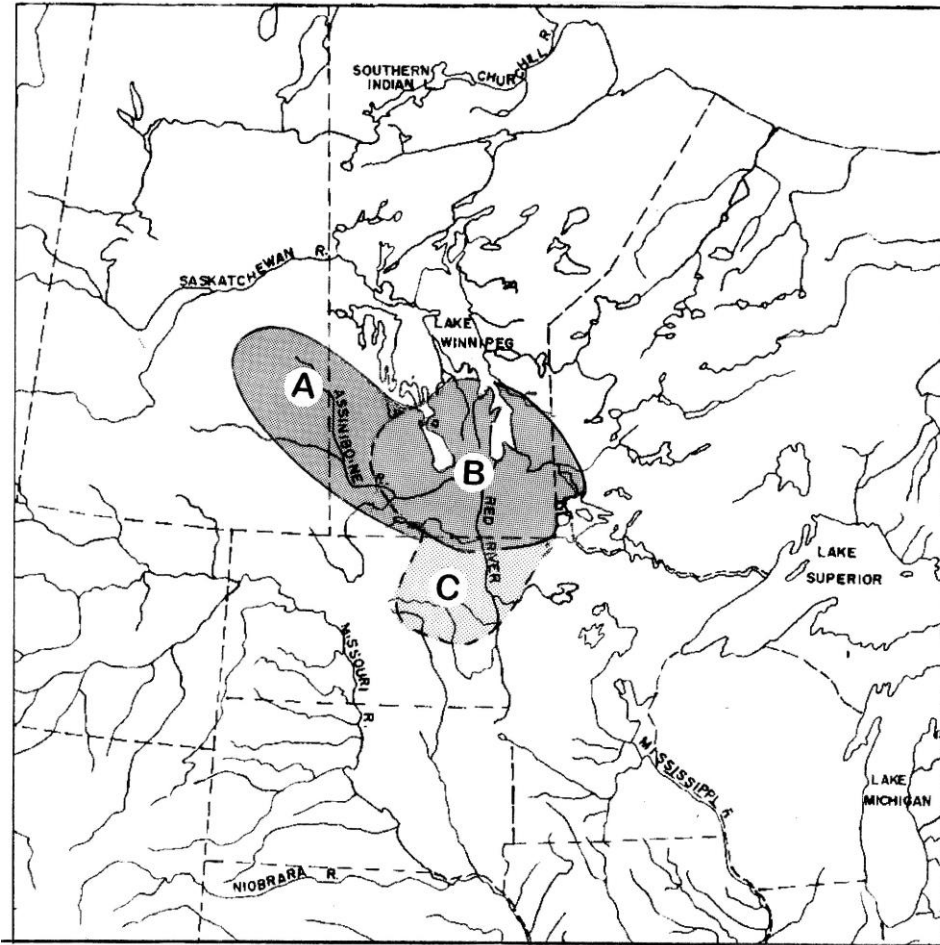 SOUTHERN
INDIAN L.
CHURCHILL R.
SASKATCHEWAN R.
LAKE
WINNIPEG
A
ASSINIBOINE R.
B
RED RIVER
C
LAKE
SUPERIOR
MISSOURI R.
MISSISSIPPI R.
LAKE
MICHIGAN
NIOBRARA R.